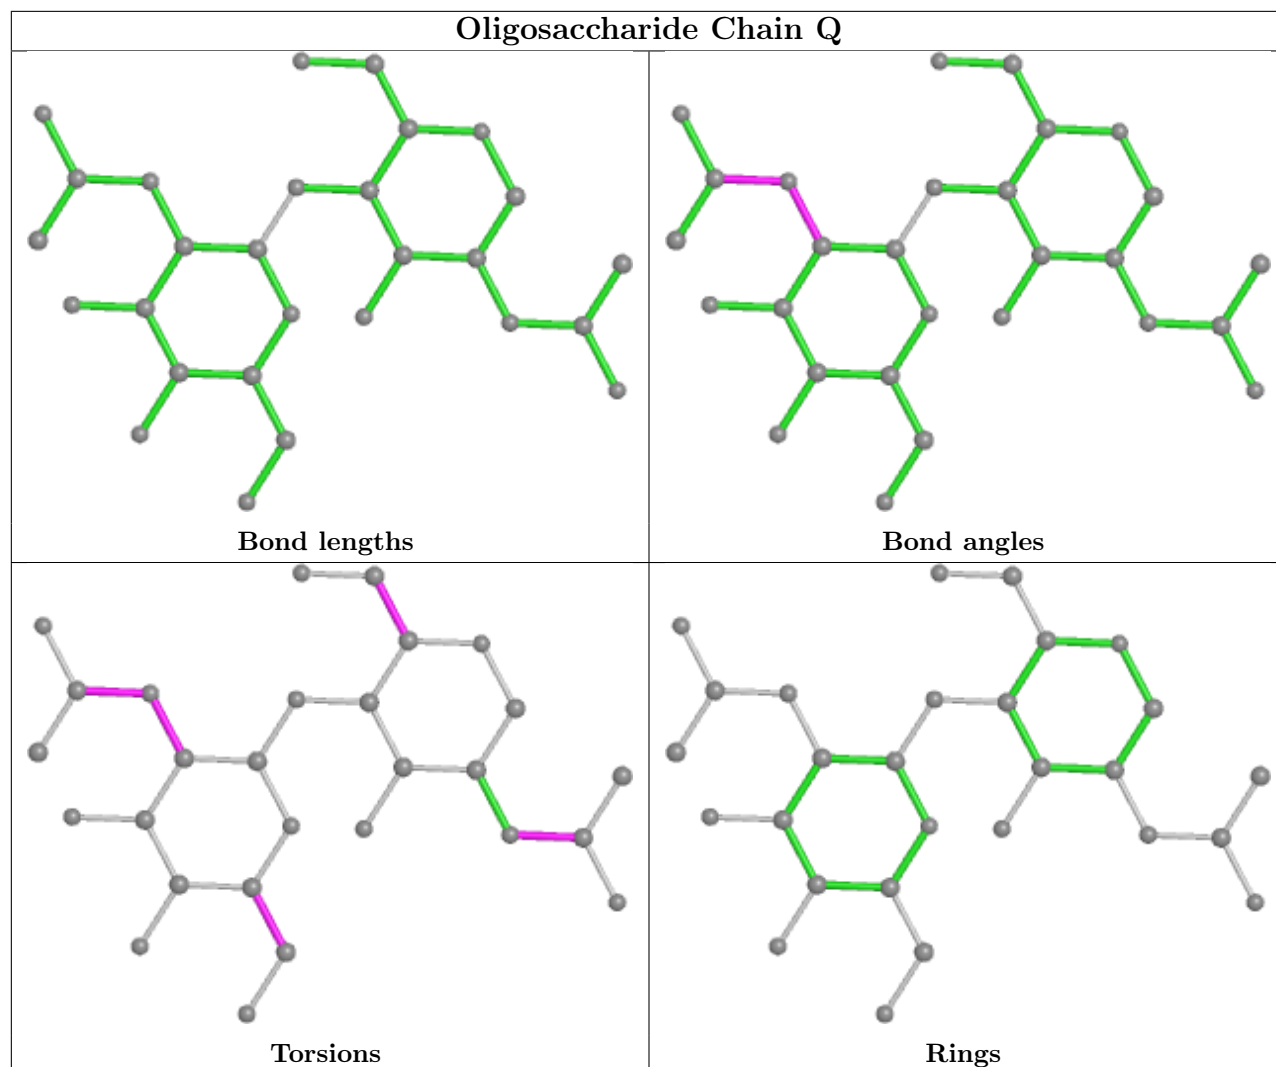 Oligosaccharide Chain Q
Bond lengths
Bond angles
Torsions
Rings